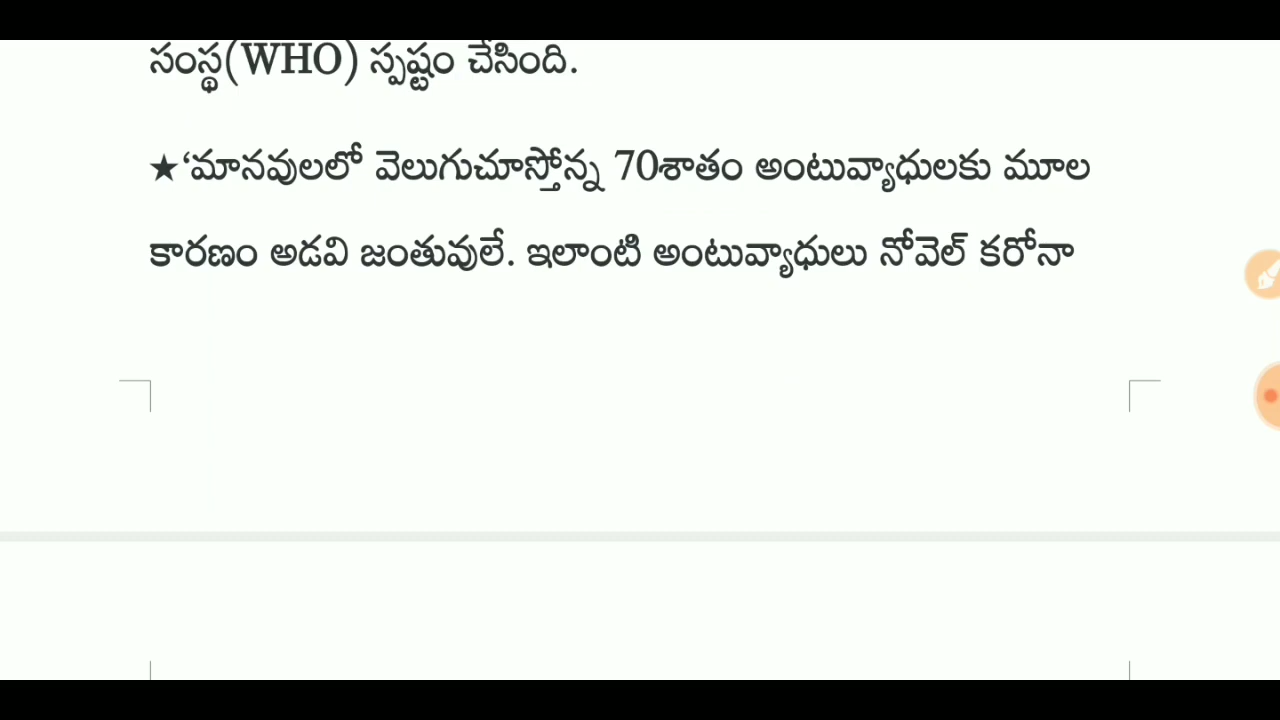 సంస్థ(WHO) స్పష్టం చేసింది.
★‘మానవులలో వెలుగుచూస్తోన్న 70శాతం అంటువ్యాధులకు మూల
కారణం అడవి జంతువులే. ఇలాంటి అంటువ్యాధులు నోవెల్ కరోనా